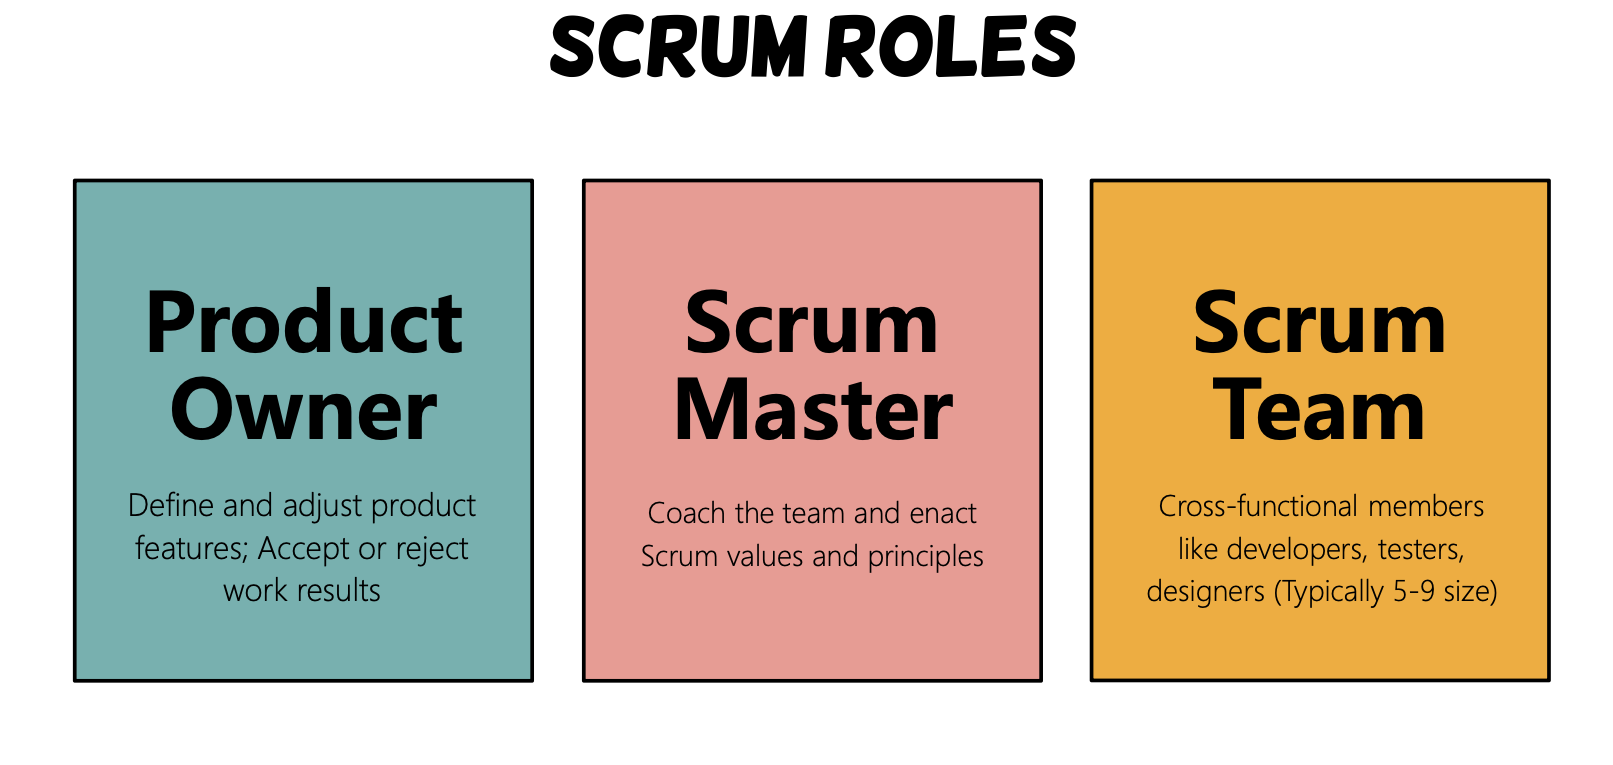 SCRUM ROLES
Product
Owner
Define and adjust product
features; Accept or reject
work results
Scrum
Master
Coach the team and enact
Scrum values and principles
Scrum
Team
Cross-functional members
like developers, testers,
designers (Typically 5-9 size)